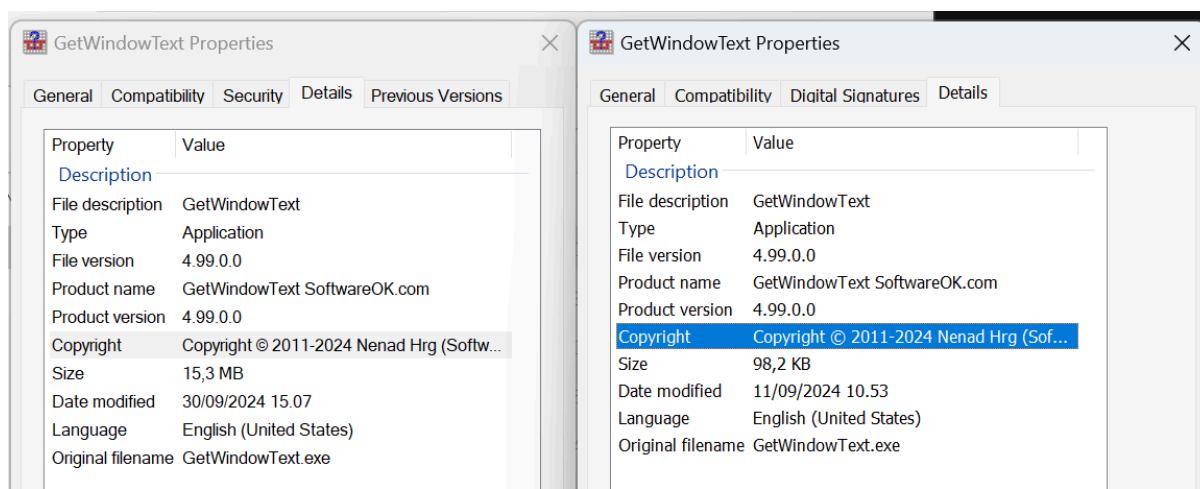 GetWindowText Properties
General Compatibility Security Details Previous Versions
Property Value
Description
File description GetWindowText
Type Application
File version 4.99.0.0
Product name GetWindowText SoftwareOK.com
Product version 4.99.0.0
Copyright Copyright © 2011-2024 Nenad Hrg (Softw...
Size 15,3 MB
Date modified 30/09/2024 15.07
Language English (United States)
Original filename GetWindowText.exe
GetWindowText Properties
General Compatibility Digital Signatures Details
Property Value
Description
File description GetWindowText
Type Application
File version 4.99.0.0
Product name GetWindowText SoftwareOK.com
Product version 4.99.0.0
Copyright Copyright © 2011-2024 Nenad Hrg (Sof...
Size 98,2 KB
Date modified 11/09/2024 10.53
Language English (United States)
Original filename GetWindowText.exe